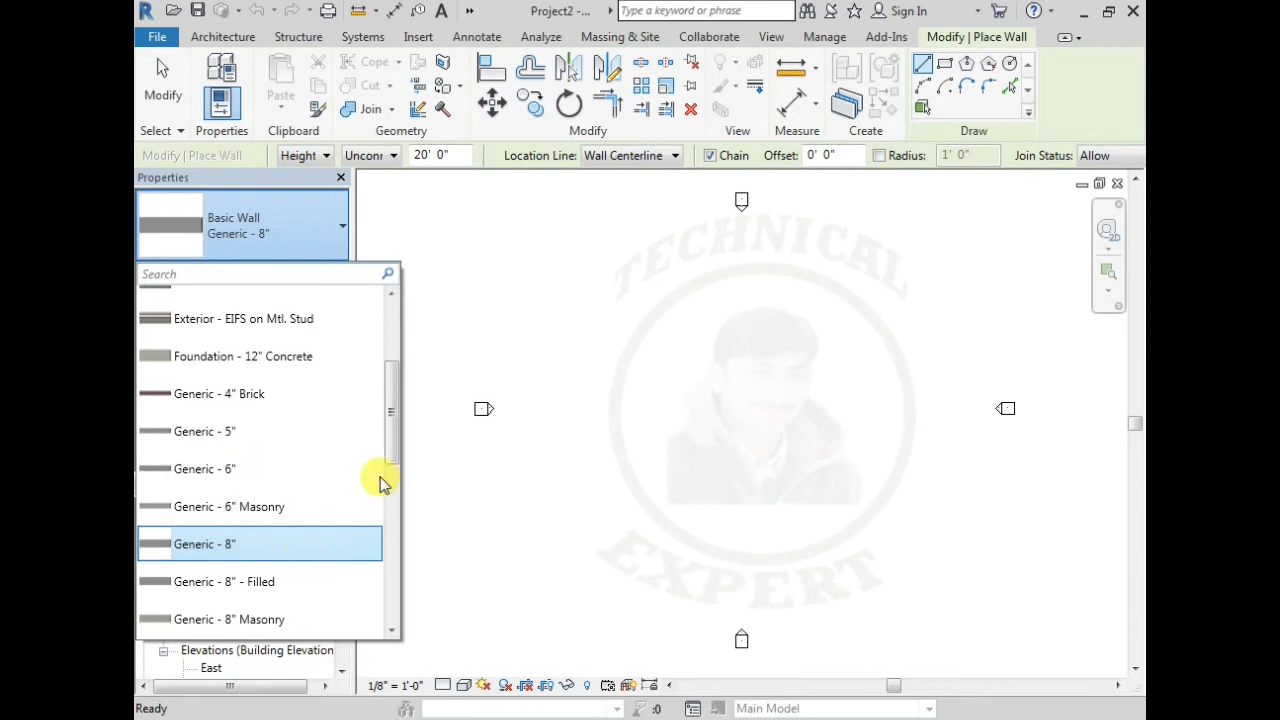 Project2 -...
Type a keyword or phrase
Sign In
File
Architecture
Structure
Systems
Insert
Annotate
Analyze
Massing & Site
Collaborate
View
Manage
Add-Ins
Modify | Place Wall
Modify
Paste
Cope
Cut
Join
Select
Properties
Clipboard
Geometry
Modify
View
Measure
Create
Draw
Modify | Place Wall
Height
Uncon
20' 0"
Location Line:
Wall Centerline
Chain
Offset:
0' 0"
Radius:
1' 0"
Join Status:
Allow
Properties
Basic Wall
Generic - 8"
Search
Exterior - EIFS on Mtl. Stud
Foundation - 12" Concrete
Generic - 4" Brick
Generic - 5"
Generic - 6"
Generic - 6" Masonry
Generic - 8"
Generic - 8" - Filled
Generic - 8" Masonry
Elevations (Building Elevation
East
TECHNICAL
EXPERT
2D
1/8" = 1'-0"
Ready
:0
Main Model